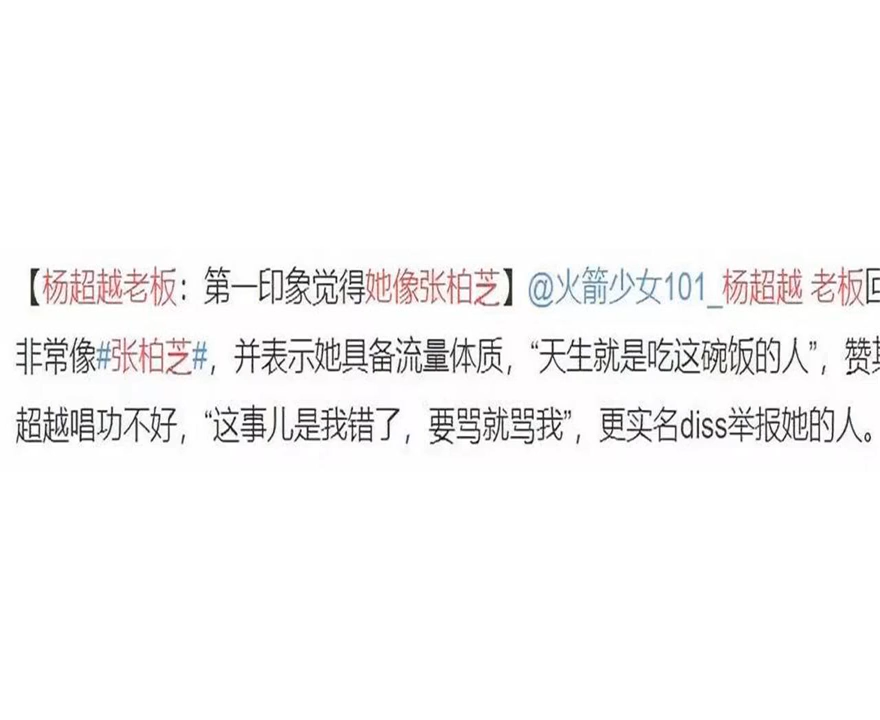 【杨超越老板：第一印象觉得她像张柏芝】@火箭少女101_杨超越 老板回
非常像#张柏芝#，并表示她具备流量体质，“天生就是吃这碗饭的人”，赞其
超越唱功不好，“这事儿是我错了，要骂就骂我”，更实名diss举报她的人。